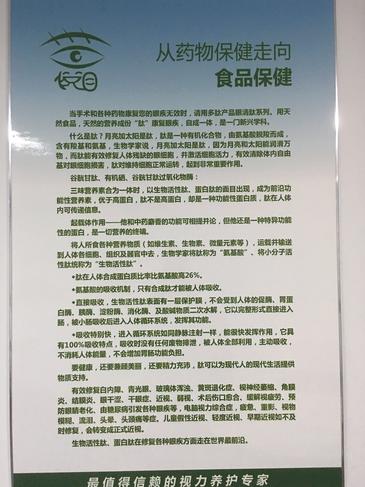 从药物保健走向
食品保健
当手术和各种药物康复您的眼疾无效时，请用多肽产品眼清肽系列。用天
然食品，天然的营养成份“肽”康复眼疾，自成一体，是一门新兴学科。
什么是肽？月亮加太阳是肽，肽是一种有机化合物，由氨基酸脱羧而成，
含有羧基和氨基，生物学家说，月亮加太阳是肽，因为月亮和太阳能润滑万
物，而肽能有效修复人体残缺的眼细胞，并激活细胞活力，有效清除体内自由
基对眼细胞损害，肽对维持细胞正常运转，起到非常重要作用。
谷胱甘肽、有机硒、谷胱甘肽过氧化物酶：
三味营养素合为一体时，以生物活性肽、蛋白肽的面目出现，成为前沿功
能性营养素，优于高蛋白，肽不是高蛋白，却是一种功能性蛋白质，肽在人体
内可传递信息。
起载体作用——他和中药麝香的功能可相提并论，但他还是一种特异功能
性的蛋白，是一切营养的终端。
将人所食各种营养物质（如维生素、生物素、微量元素等），运载并输送
到人体各细胞、组织及器官中去，生物学家将肽称为“氨基酸”、将小分子活
性肽统称为“生物活性肽”。
•肽在人体合成蛋白质比率比氨基酸高26%。
•氨基酸的吸收机制，只有合成肽才能被人体吸收。
•直接吸收，生物活性肽表面有一层保护膜，不会受到人体的促酶、胃蛋
白酶、胰酶、淀粉酶、消化酶、及酸碱物质二次水解，它以完整形式直接进入
肠，被小肠吸收后进入人体循环系统，发挥其功能。
•吸收特别快，进入循环系统如同静脉注射一样，能很快发挥作用，它具
有100%吸收特点，吸收时没有任何废物排泄，被人体全部利用，主动吸收，
不消耗人体能量，不会增加胃肠功能负担。
要健康，还要兼顾美丽，还要精力充沛，肽可以为现代人的现代生活提供
物质支持。
有效修复白内障、青光眼、玻璃体浑浊、黄斑退化症、视神经萎缩、角膜
炎、结膜炎、眼干涩、干眼症、近视、弱视、术后伤口愈合、缓解视疲劳、预
防眼睛老化、由糖尿病引发各种眼疾等，电脑视力综合症，疲惫、重影、视物
模糊、流泪、头晕、头颈痛等症。儿童假性近视、轻度近视，早期近视如不及
时修复，会转变成正式近视。
生物活性肽、蛋白肽在修复各种眼疾方面走在世界最前沿。
最值得信赖的视力养护专家